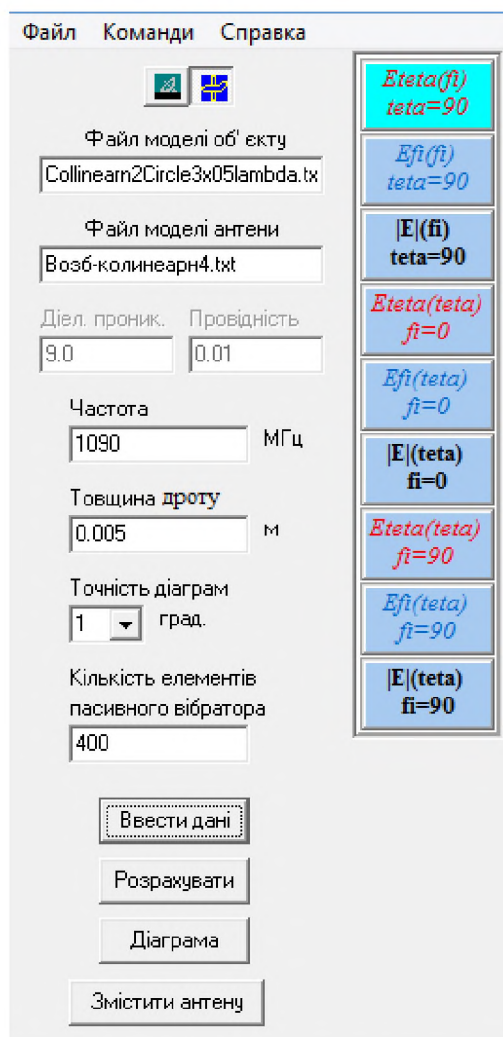 Файл Команди Справка
Файл моделі об' єкту
Collinearn2Circle3x05lambda.tx
Файл моделі антени
Возб-колинеарн4.txt
Діел. проник. Провідність
9.0 0.01
Частота
1090 МГц
Товщина дроту
0.005 м
Точність діаграм
1 град.
Кількість елементів
пасивного вібратора
400
Ввести дані
Розрахувати
Діаграма
Змістити антену
Eteta(fi)
teta=90
Efi(fi)
teta=90
|E|(fi)
teta=90
Eteta(teta)
fi=0
Efi(teta)
fi=0
|E|(teta)
fi=0
Eteta(teta)
fi=90
Efi(teta)
fi=90
|E|(teta)
fi=90